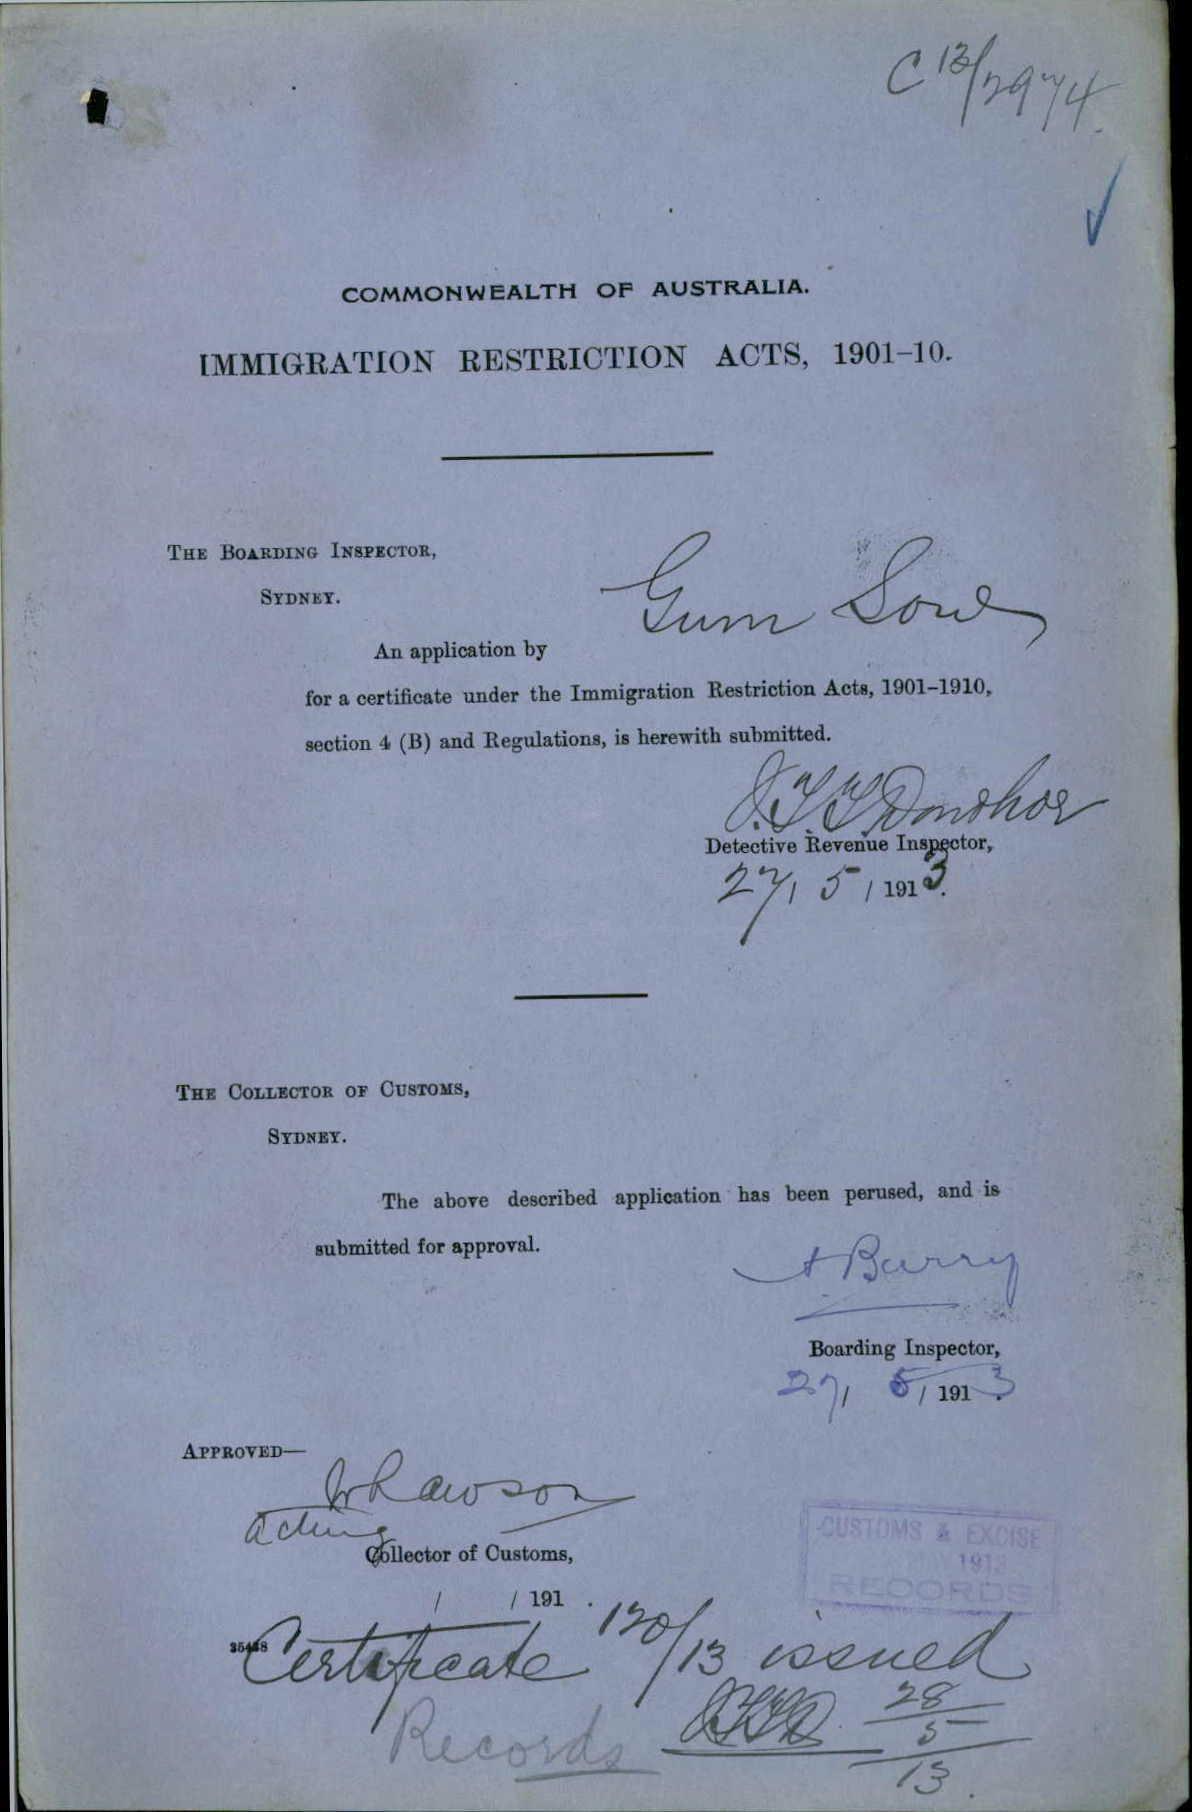 C 13/2974.
COMMONWEALTH OF AUSTRALIA.
IMMIGRATION RESTRICTION ACTS, 1901-10.
THE BOARDING INSPECTOR,
SYDNEY.
Gum Sow
An application by
for a certificate under the Immigration Restriction Acts, 1901-1910,
section 4 (B) and Regulations, is herewith submitted.
J.T.T. Donohoe
Detective Revenue Inspector,
27/ 5 / 1913.
THE COLLECTOR OF CUSTOMS,
SYDNEY.
The above described application has been perused, and is
submitted for approval.
A Barry
Boarding Inspector,
27/ 5 / 1913.
APPROVED—
Acting
Collector of Customs,
/ / 191 .
CUSTOMS & EXCISE
1913
RECORDS
Certificate 120/13 issued
JTTD 28/5/13.
Records